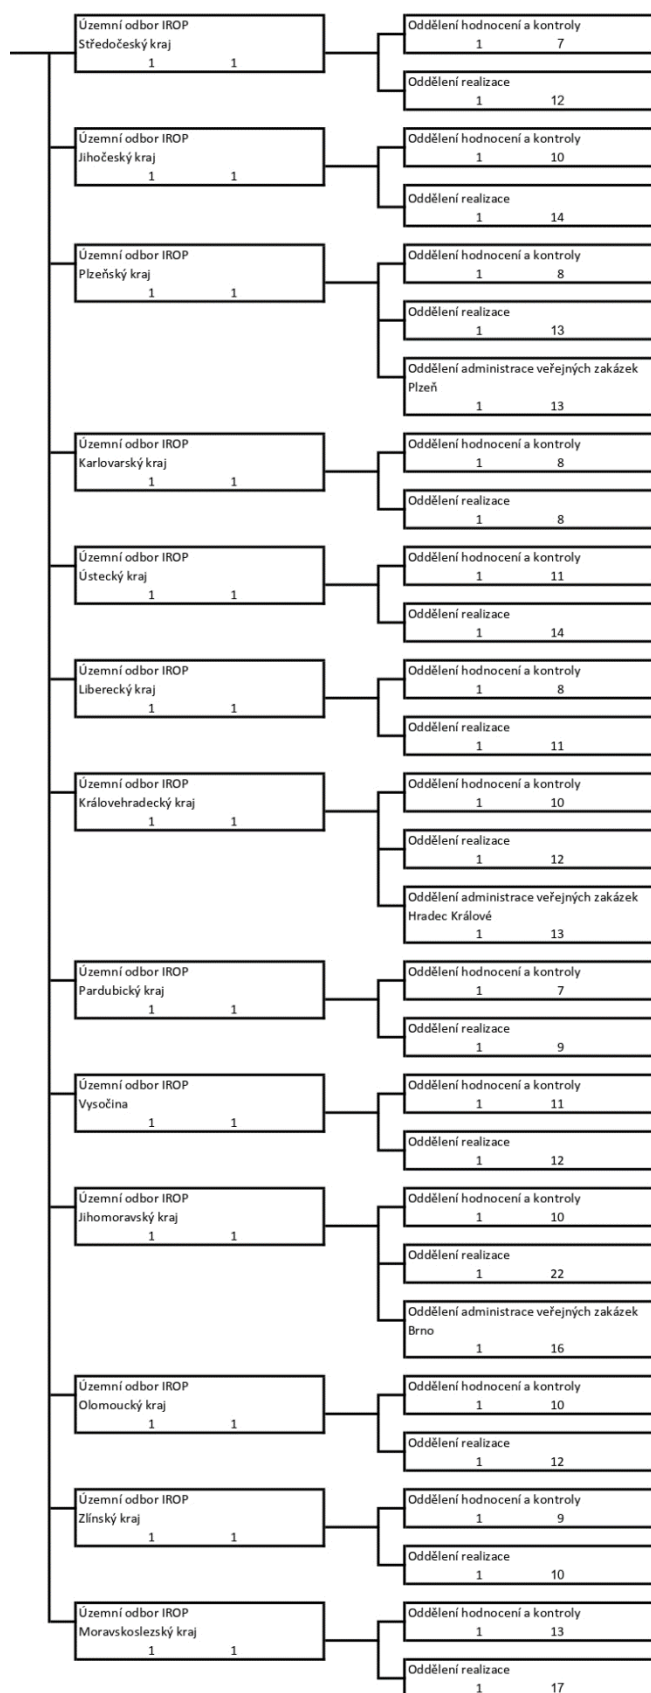 Územní odbor IROP
Středočeský kraj
1 1
Oddělení hodnocení a kontroly
1 7
Oddělení realizace
1 12
Územní odbor IROP
Jihočeský kraj
1 1
Oddělení hodnocení a kontroly
1 10
Oddělení realizace
1 14
Územní odbor IROP
Plzeňský kraj
1 1
Oddělení hodnocení a kontroly
1 8
Oddělení realizace
1 13
Oddělení administrace veřejných zakázek
Plzeň
1 13
Územní odbor IROP
Karlovarský kraj
1 1
Oddělení hodnocení a kontroly
1 8
Oddělení realizace
1 8
Územní odbor IROP
Ústecký kraj
1 1
Oddělení hodnocení a kontroly
1 11
Oddělení realizace
1 14
Územní odbor IROP
Liberecký kraj
1 1
Oddělení hodnocení a kontroly
1 8
Oddělení realizace
1 11
Územní odbor IROP
Královehradecký kraj
1 1
Oddělení hodnocení a kontroly
1 10
Oddělení realizace
1 12
Oddělení administrace veřejných zakázek
Hradec Králové
1 13
Územní odbor IROP
Pardubický kraj
1 1
Oddělení hodnocení a kontroly
1 7
Oddělení realizace
1 9
Územní odbor IROP
Vysočina
1 1
Oddělení hodnocení a kontroly
1 11
Oddělení realizace
1 12
Územní odbor IROP
Jihomoravský kraj
1 1
Oddělení hodnocení a kontroly
1 10
Oddělení realizace
1 22
Oddělení administrace veřejných zakázek
Brno
1 16
Územní odbor IROP
Olomoucký kraj
1 1
Oddělení hodnocení a kontroly
1 10
Oddělení realizace
1 12
Územní odbor IROP
Zlínský kraj
1 1
Oddělení hodnocení a kontroly
1 9
Oddělení realizace
1 10
Územní odbor IROP
Moravskoslezský kraj
1 1
Oddělení hodnocení a kontroly
1 13
Oddělení realizace
1 17